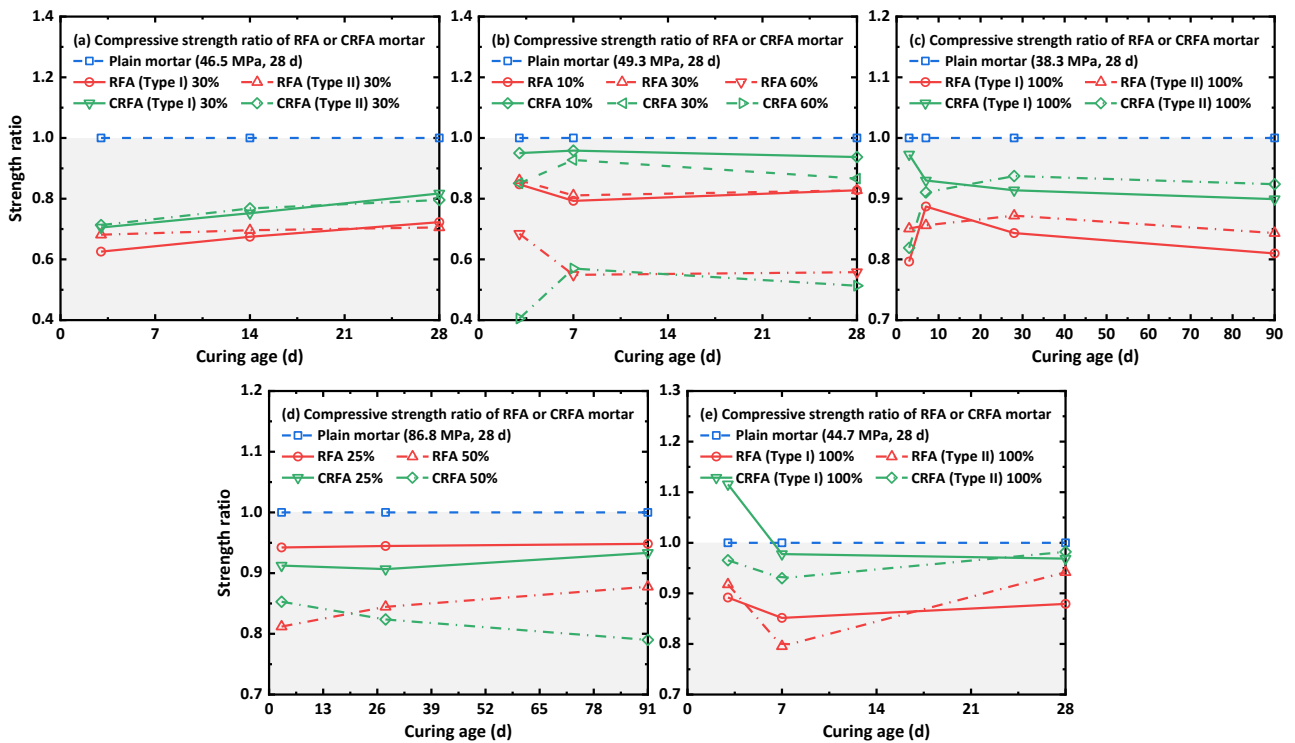 (a) Compressive strength ratio of RFA or CRFA mortar
Plain mortar (46.5 MPa, 28 d)
RFA (Type I) 30% RFA (Type II) 30%
CRFA (Type I) 30% CRFA (Type II) 30%
1.4
1.2
1.0
0.8
0.6
0.4
0 7 14 21 28
Strength ratio
Curing age (d)
(b) Compressive strength ratio of RFA or CRFA mortar
Plain mortar (49.3 MPa, 28 d)
RFA 10% RFA 30% RFA 60%
CRFA 10% CRFA 30% CRFA 60%
1.4
1.2
1.0
0.8
0.6
0.4
0 7 14 21 28
Curing age (d)
(c) Compressive strength ratio of RFA or CRFA mortar
Plain mortar (38.3 MPa, 28 d)
RFA (Type I) 100% RFA (Type II) 100%
CRFA (Type I) 100% CRFA (Type II) 100%
1.2
1.1
1.0
0.9
0.8
0.7
0 10 20 30 40 50 60 70 80 90
Curing age (d)
(d) Compressive strength ratio of RFA or CRFA mortar
Plain mortar (86.8 MPa, 28 d)
RFA 25% RFA 50%
CRFA 25% CRFA 50%
1.2
1.1
1.0
0.9
0.8
0.7
0 13 26 39 52 65 78 91
Strength ratio
Curing age (d)
(e) Compressive strength ratio of RFA or CRFA mortar
Plain mortar (44.7 MPa, 28 d)
RFA (Type I) 100% RFA (Type II) 100%
CRFA (Type I) 100% CRFA (Type II) 100%
1.3
1.2
1.1
1.0
0.9
0.8
0.7
0 7 14 21 28
Curing age (d)